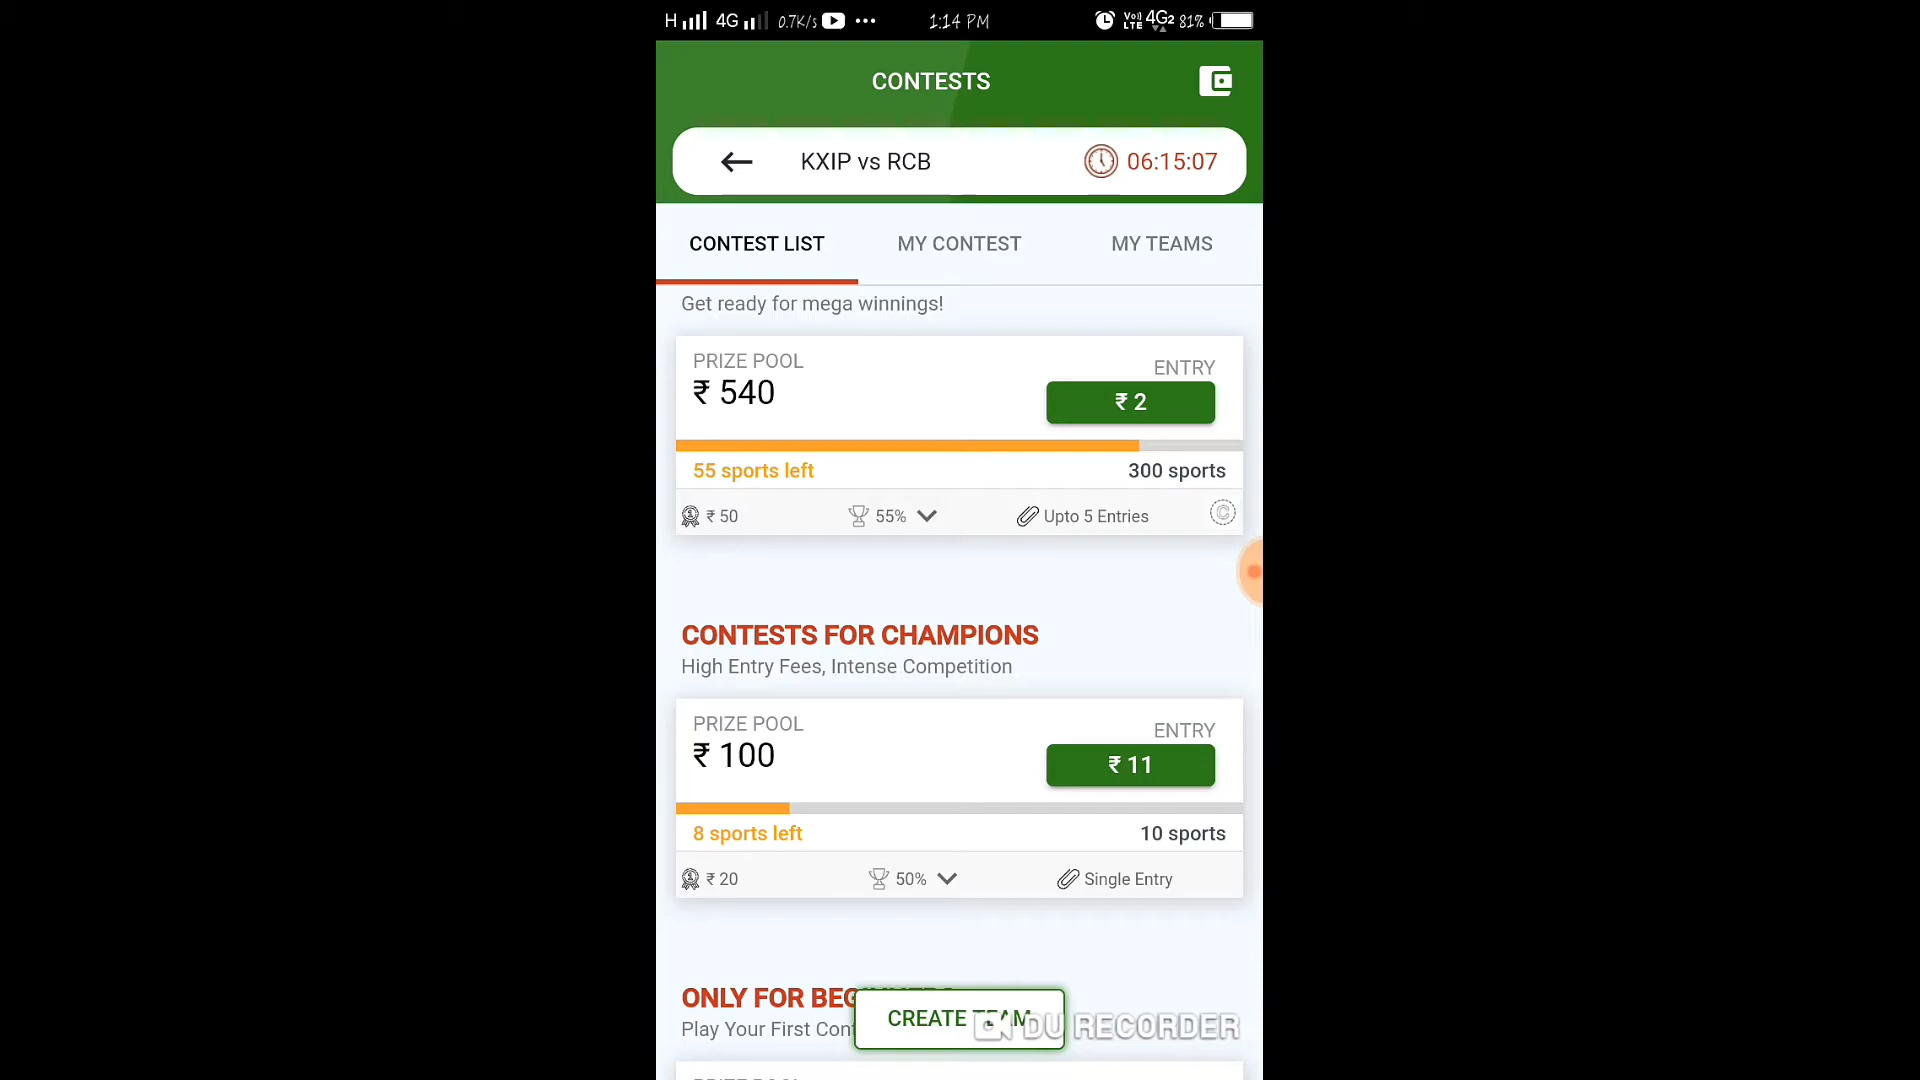 H 4G 0.7K/s 1:14 PM VoLTE 4G2 81%
CONTESTS
KXIP vs RCB 06:15:07
CONTEST LIST MY CONTEST MY TEAMS
Get ready for mega winnings!
PRIZE POOL ENTRY
₹ 540 ₹ 2
55 sports left 300 sports
₹ 50 55% Upto 5 Entries C
CONTESTS FOR CHAMPIONS
High Entry Fees, Intense Competition
PRIZE POOL ENTRY
₹ 100 ₹ 11
8 sports left 10 sports
₹ 20 50% Single Entry
ONLY FOR
Play Your First
CREATE TEAM
DU RECORDER